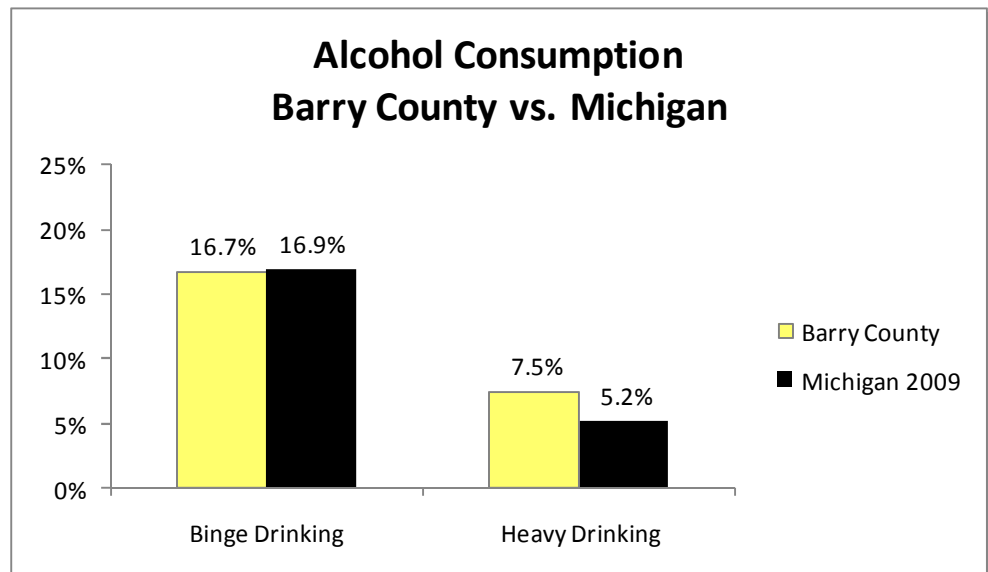 Alcohol Consumption
Barry County vs. Michigan
25%
20%
15%
10%
5%
0%
16.7%
16.9%
7.5%
5.2%
Binge Drinking
Heavy Drinking
Barry County
Michigan 2009